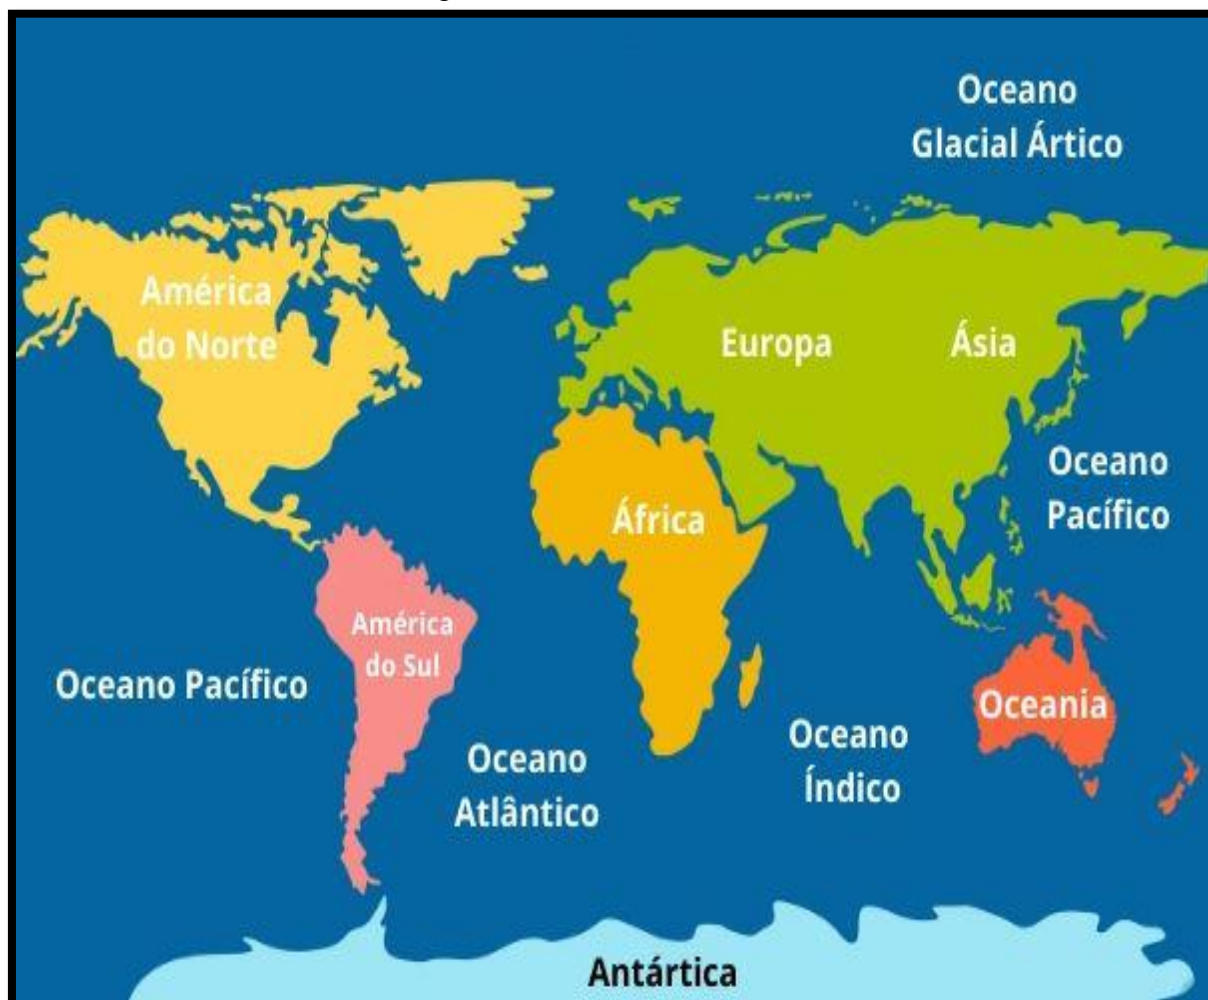 Oceano
Glacial Ártico
América
do Norte
Europa
Ásia
Oceano
Pacífico
África
América
do Sul
Oceano Pacífico
Oceania
Oceano
Atlântico
Oceano
Índico
Antártica